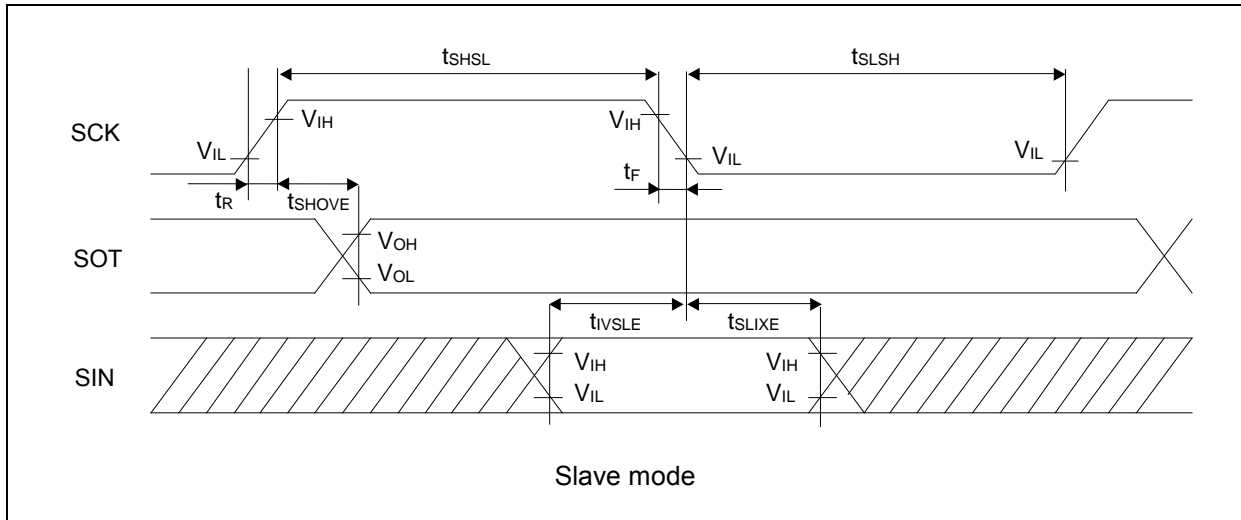 tSHSL
tSLSH
SCK
VIH
VIH
VIL
VIL
VIL
tR
tSHOVE
tF
SOT
VOH
VOL
tIVSLE
tSLIXE
SIN
VIH
VIH
VIL
VIL
Slave mode